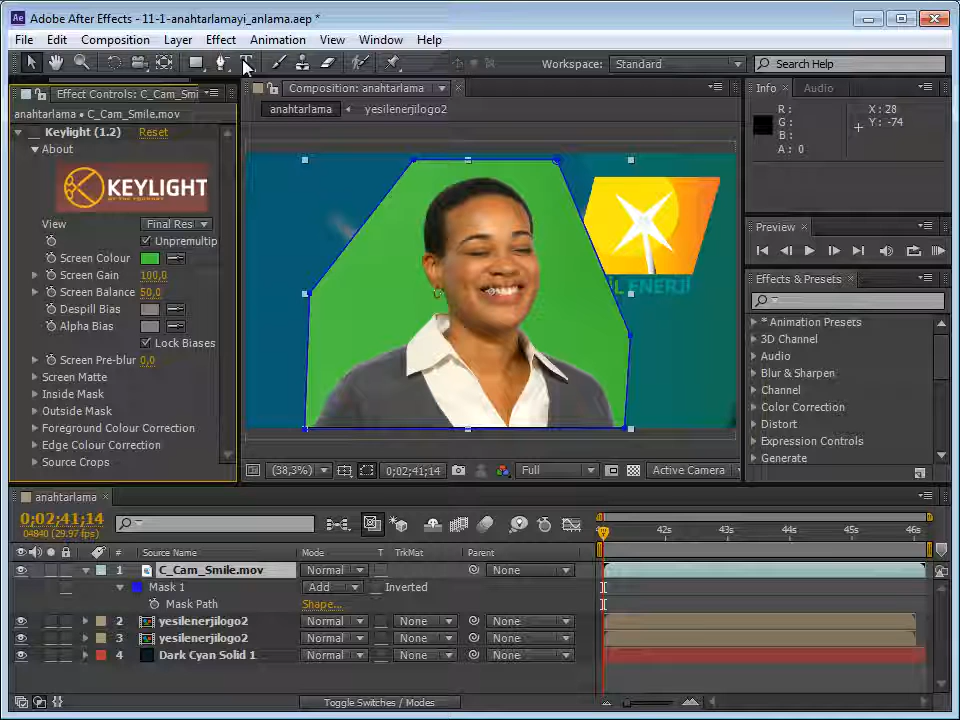 Adobe After Effects - 11-1-anahtarlamayi_anlama.aep *
File Edit Composition Layer Effect Animation View Window Help
Workspace: Standard Search Help
Effect Controls: C_Cam_Smi
anahtarlama • C_Cam_Smile.mov
Keylight (1.2) Reset
About
KEYLIGHT
View Final Res
Unpremultip
Screen Colour
Screen Gain 100,0
Screen Balance 50,0
Despill Bias
Alpha Bias
Lock Biases
Screen Pre-blur 0,0
Screen Matte
Inside Mask
Outside Mask
Foreground Colour Correction
Edge Colour Correction
Source Crops
Composition: anahtarlama
anahtarlama yesilenerjilogo2
L ENERJI
(38,3%) 0;02;41;14 Full Active Camera
Info Audio
R :
G :
B :
A : 0
X : 28
Y : -74
Preview
Effects & Presets
* Animation Presets
3D Channel
Audio
Blur & Sharpen
Channel
Color Correction
Distort
Expression Controls
Generate
anahtarlama
0;02;41;14
04840 (29.97 fps)
42s 43s 45s 46s
# Source Name Mode T TrkMat Parent
1 C_Cam_Smile.mov Normal None
Mask 1 Add Inverted
Mask Path Shape...
2 yesilenerjilogo2 Normal None None
3 yesilenerjilogo2 Normal None None
4 Dark Cyan Solid 1 Normal None None
Toggle Switches / Modes